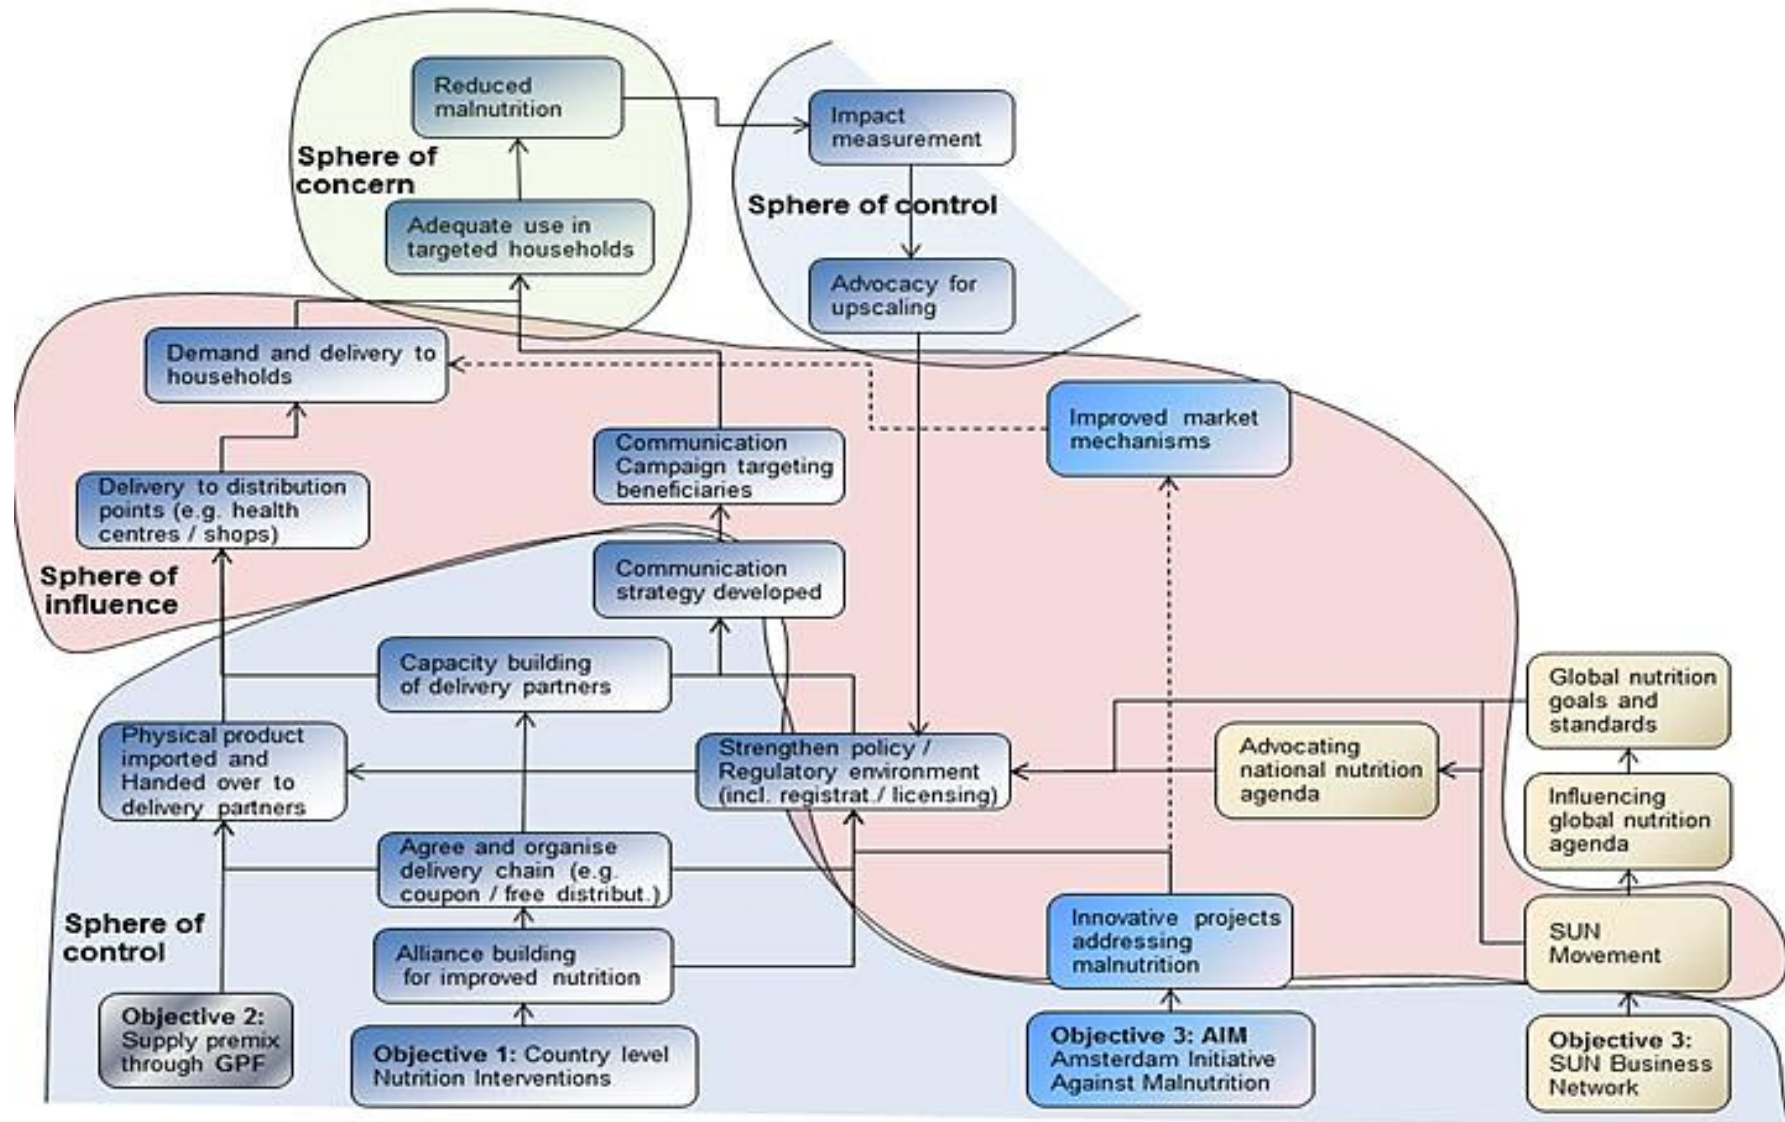 Reduced
malnutrition
Impact
measurement
Sphere of
concern
Sphere of control
Adequate use in
targeted households
Advocacy for
upscaling
Demand and delivery to
households
Improved market
mechanisms
Communication
Campaign targeting
beneficiaries
Delivery to distribution
points (e.g. health
centres / shops)
Sphere of
influence
Communication
strategy developed
Capacity building
of delivery partners
Global nutrition
goals and
standards
Physical product
imported and
Handed over to
delivery partners
Strengthen policy /
Regulatory environment
(incl. registrat./ licensing)
Advocating
national nutrition
agenda
Influencing
global nutrition
agenda
Agree and organise
delivery chain (e.g.
coupon / free distribut.)
Sphere of
control
Alliance building
for improved nutrition
Innovative projects
addressing
malnutrition
SUN
Movement
Objective 2:
Supply premix
through GPF
Objective 1: Country level
Nutrition Interventions
Objective 3: AIM
Amsterdam Initiative
Against Malnutrition
Objective 3:
SUN Business
Network